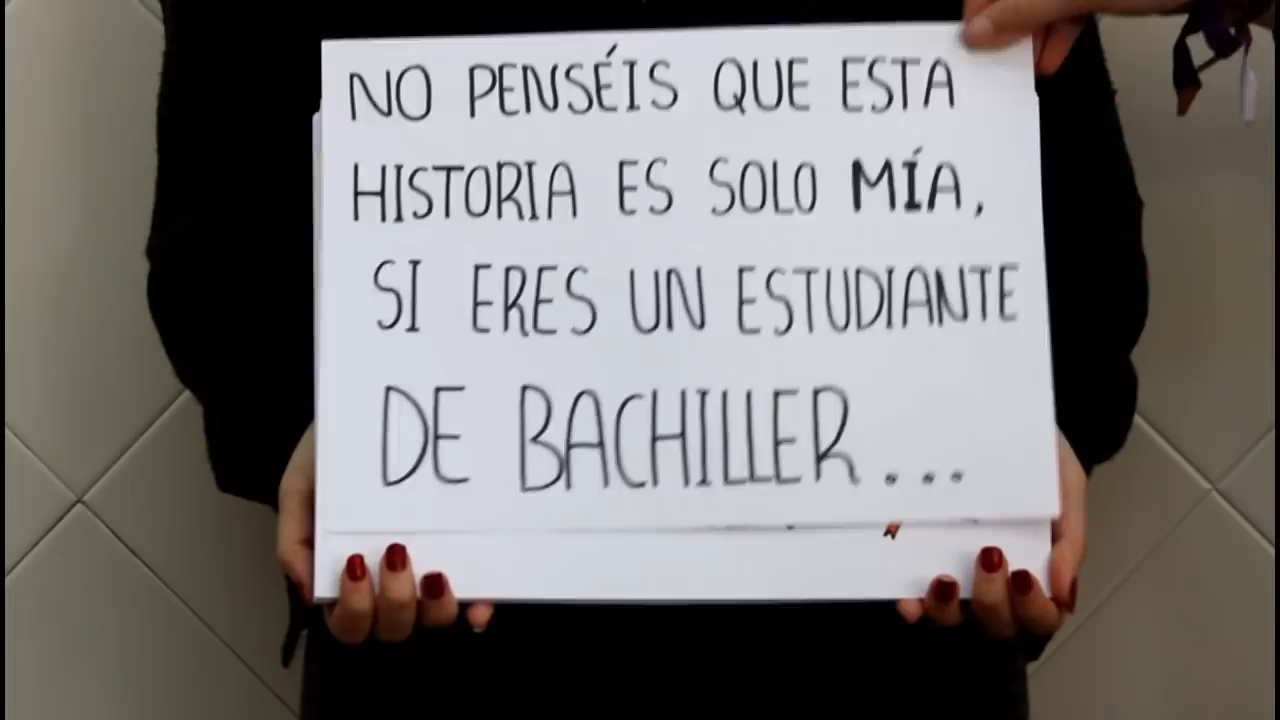 NO PENSÉIS QUE ESTA
HISTORIA ES SOLO MÍA,
SI ERES UN ESTUDIANTE
DE BACHILLER...